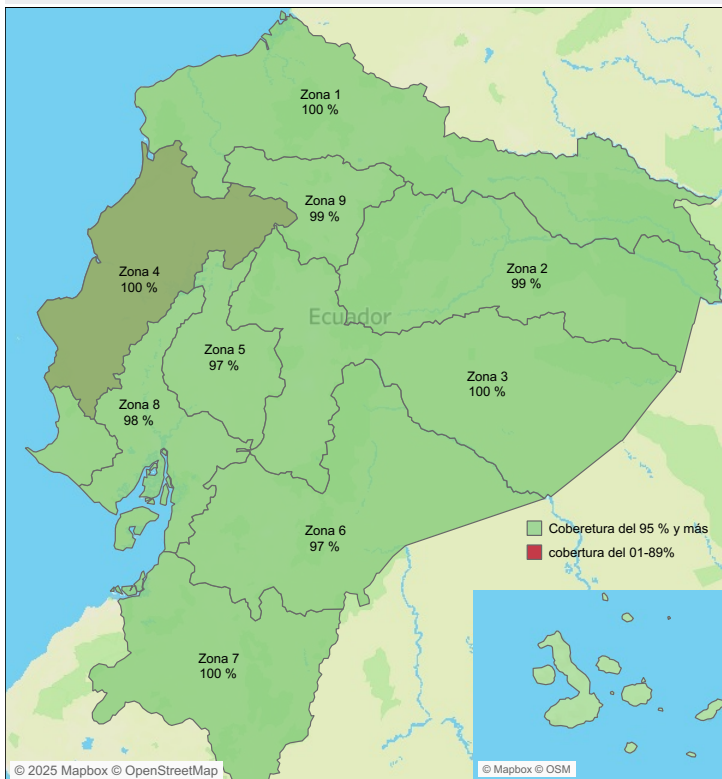 Zona 1
100 %
Zona 9
99 %
Zona 4
100 %
Zona 2
99 %
Ecuador
Zona 5
97 %
Zona 3
100 %
Zona 8
98 %
Zona 6
97 %
Coberetura del 95 % y más
cobertura del 01-89%
Zona 7
100 %
© 2025 Mapbox © OpenStreetMap
© Mapbox © OSM